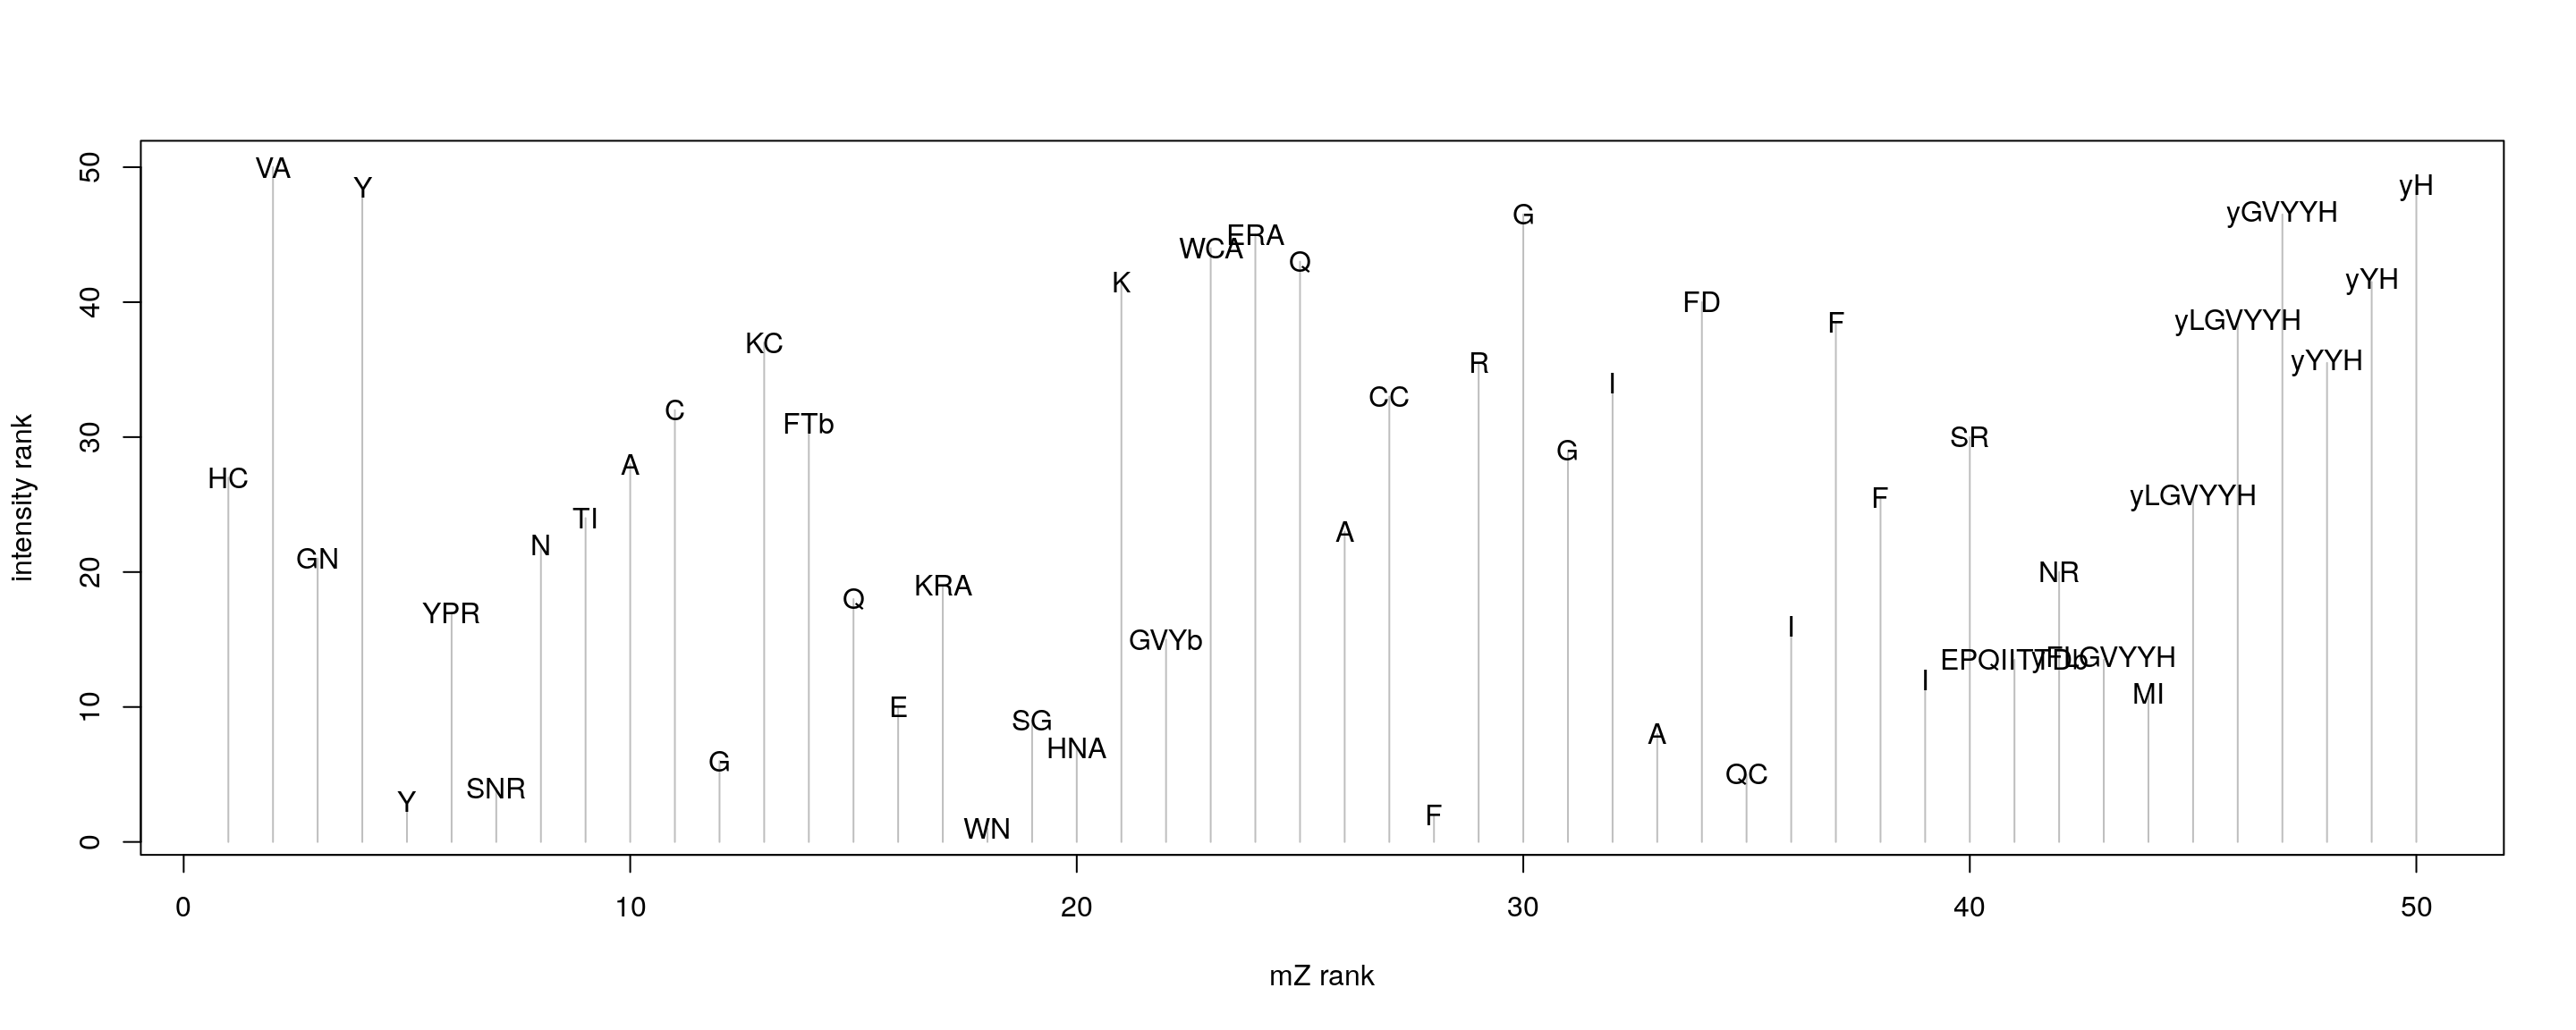 50
VA
Y
yH
yGVYYH
G
ERA
WCA
Q
K
yYH
40
FD
yLGVYYH
F
KC
yYYH
R
I
CC
C
FTb
30
SR
G
A
HC
yLGVYYH
F
TI
N
A
GN
20
NR
KRA
Q
YPR
I
GVYb
EPQIITTDb
yFLGVYYH
I
MI
10
E
SG
A
HNA
G
QC
SNR
Y
F
WN
0
intensity rank
0 10 20 30 40 50
mZ rank